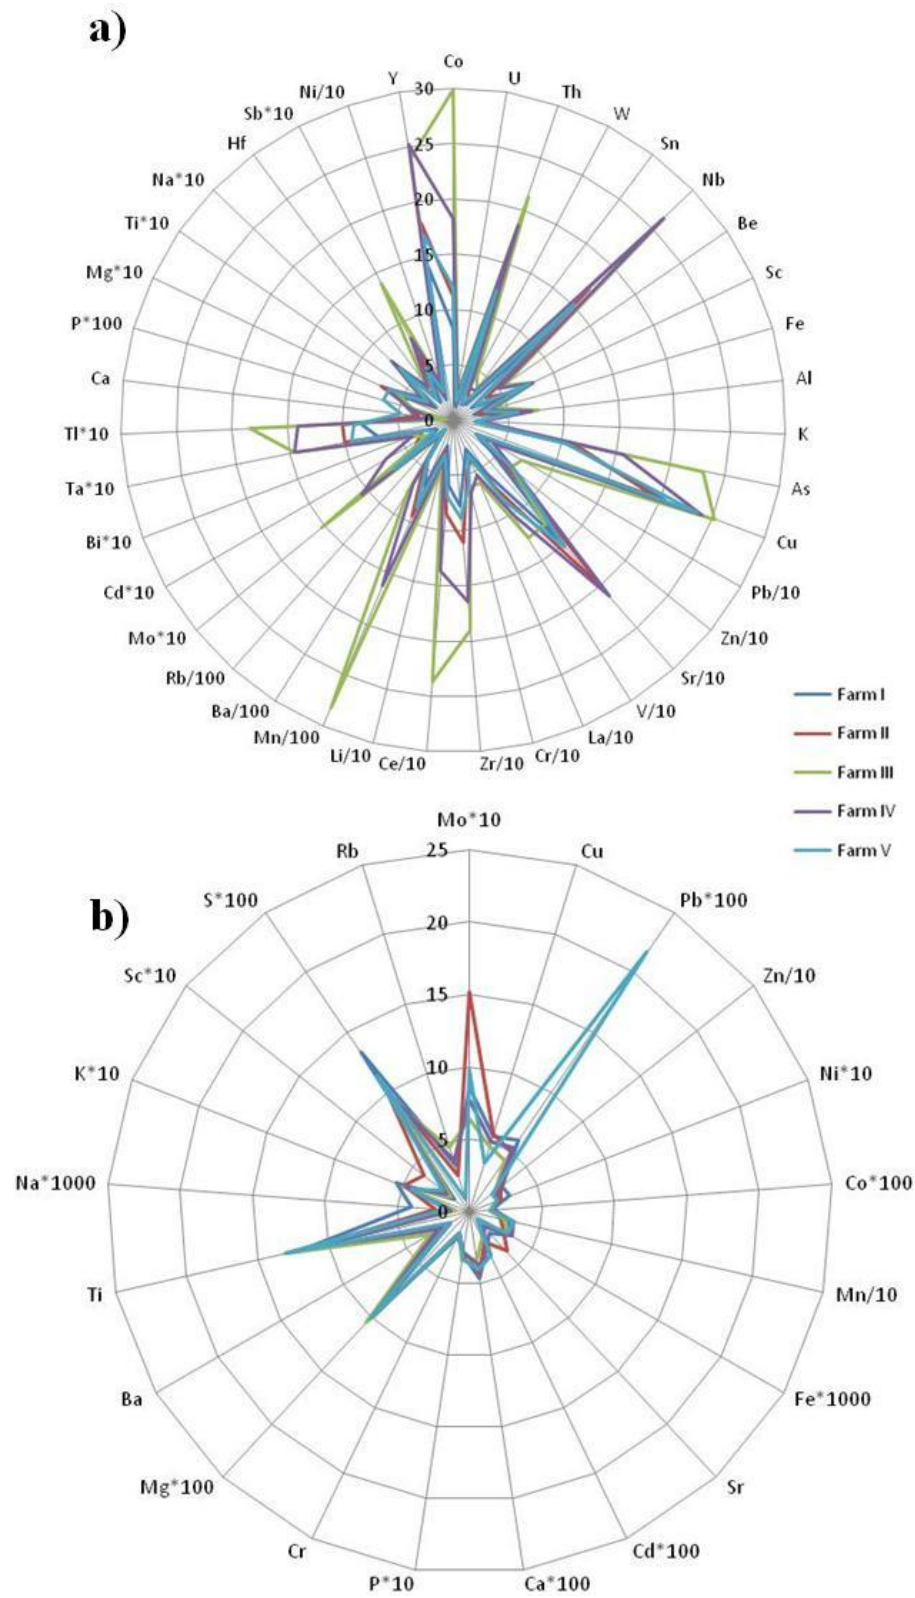 a)
Co
U
Th
W
Sn
Nb
Be
Sc
Fe
Al
K
As
Cu
Pb/10
Zn/10
Sr/10
V/10
La/10
Cr/10
Zr/10
Ce/10
Li/10
Mn/100
Ba/100
Rb/100
Mo*10
Cd*10
Bi*10
Ta*10
Tl*10
Ca
P*100
Mg*10
Ti*10
Na*10
Hf
Sb*10
Ni/10
Y
30
25
20
15
10
5
0
Farm I
Farm II
Farm III
Farm IV
Farm V
b)
Mo*10
Cu
Pb*100
Zn/10
Ni*10
Co*100
Mn/10
Fe*1000
Sr
Cd*100
Ca*100
P*10
Cr
Mg*100
Ba
Ti
Na*1000
K*10
Sc*10
S*100
Rb
25
20
15
10
5
0